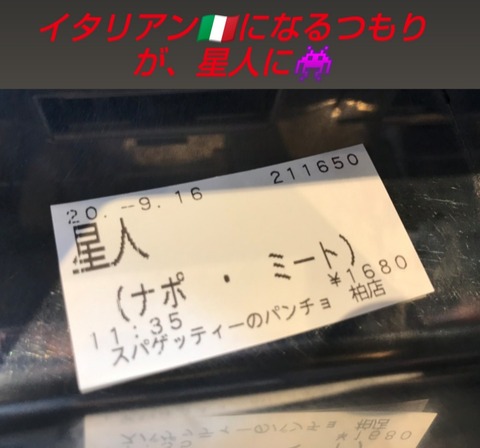 イタリアン🇮🇹になるつもり
が、星人に👾
20.-9.16 211650
星人
(ナポ・ミート)
¥1680
11:35
スパゲッティーのパンチョ 柏店